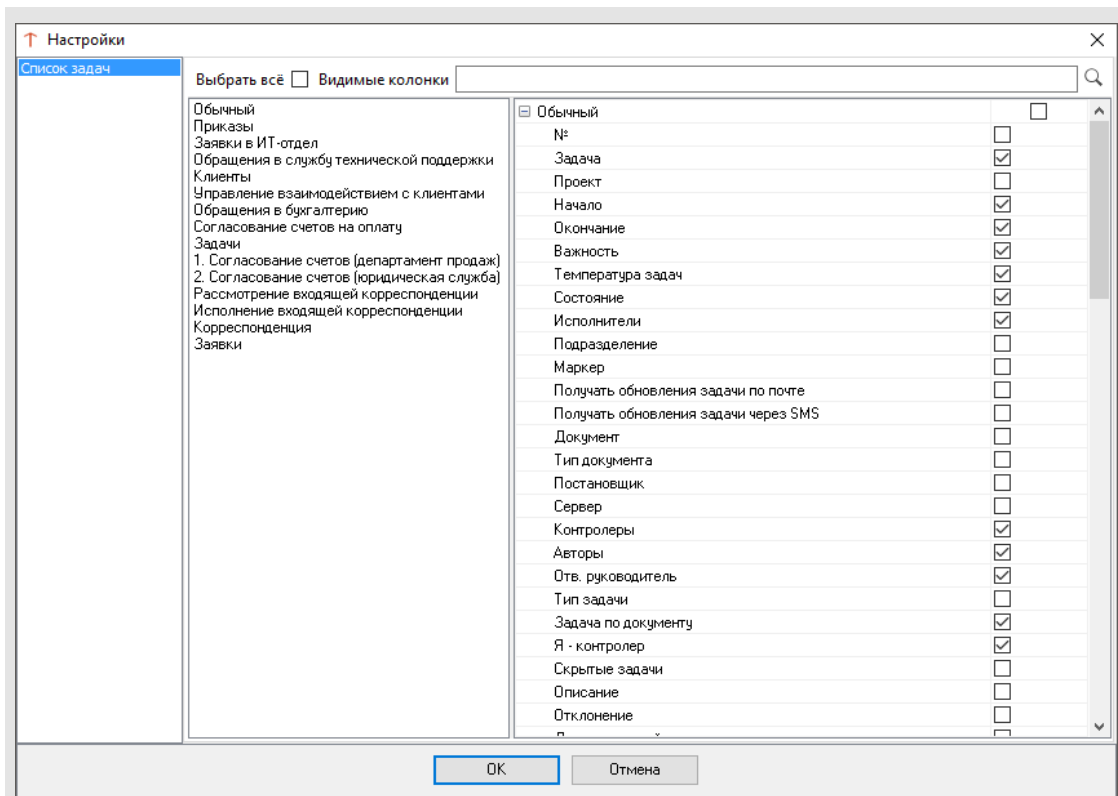 Настройки
Список задач
Выбрать всё Видимые колонки
Обычный
Приказы
Заявки в ИТ-отдел
Обращения в службу технической поддержки
Клиенты
Управление взаимодействием с клиентами
Обращения в бухгалтерию
Согласование счетов на оплату
Задачи
1. Согласование счетов (департамент продаж)
2. Согласование счетов (юридическая служба)
Рассмотрение входящей корреспонденции
Исполнение входящей корреспонденции
Корреспонденция
Заявки
Обычный
№
Задача
Проект
Начало
Окончание
Важность
Температура задач
Состояние
Исполнители
Подразделение
Маркер
Получать обновления задачи по почте
Получать обновления задачи через SMS
Документ
Тип документа
Постановщик
Сервер
Контролеры
Авторы
Отв. руководитель
Тип задачи
Задача по документу
Я - контролер
Скрытые задачи
Описание
Отклонение
OK
Отмена